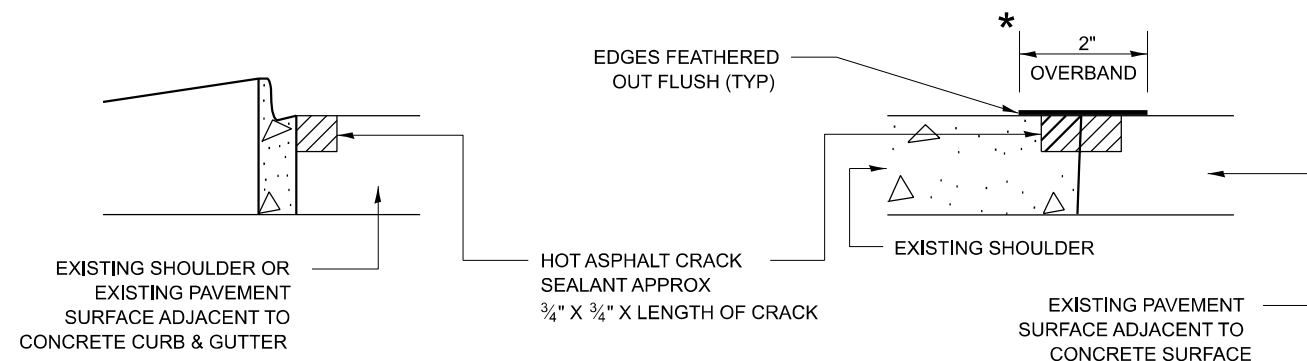 *
2"
OVERBAND
EDGES FEATHERED
OUT FLUSH (TYP)
EXISTING SHOULDER OR
EXISTING PAVEMENT
SURFACE ADJACENT TO
CONCRETE CURB & GUTTER
HOT ASPHALT CRACK
SEALANT APPROX
¾" X ¾" X LENGTH OF CRACK
EXISTING SHOULDER
EXISTING PAVEMENT
SURFACE ADJACENT TO
CONCRETE SURFACE